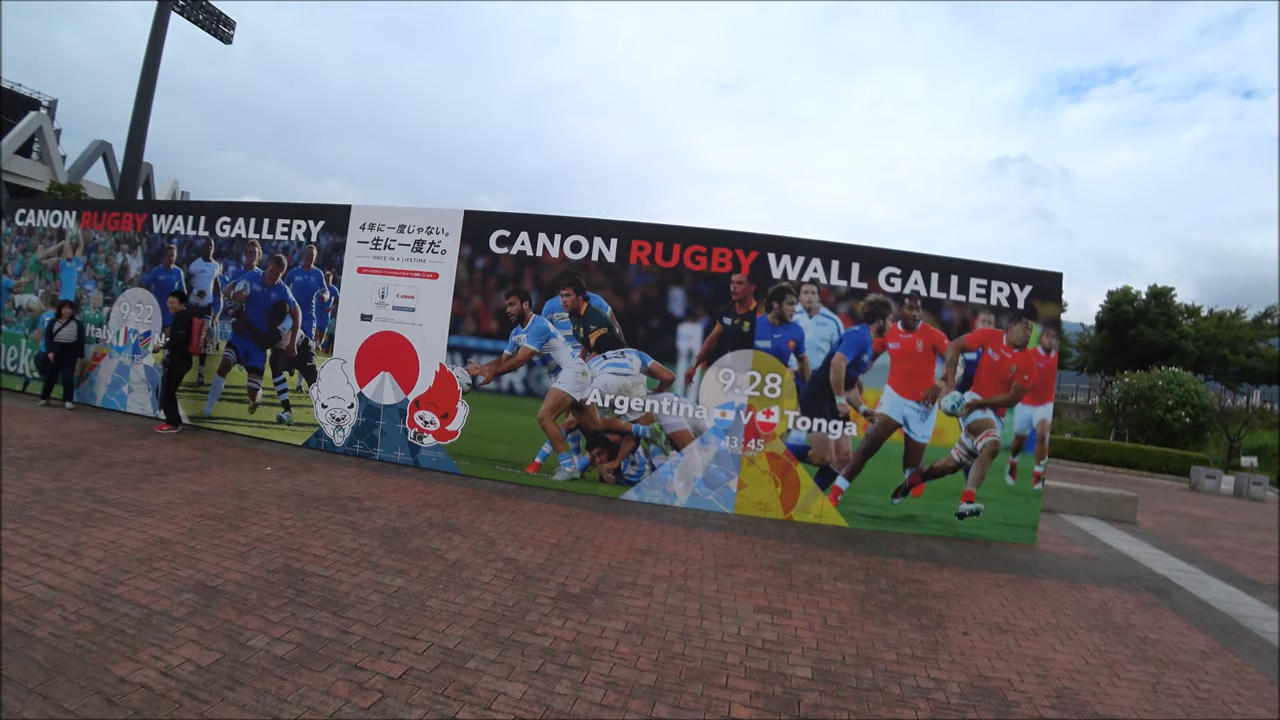 CANON RUGBY WALL GALLERY
9.22
Italy V
4年に一度じゃない。
一生に一度だ。
ONCE IN A LIFETIME
Canon
CANON RUGBY WALL GALLERY
9.28
Argentina V Tonga
13:45